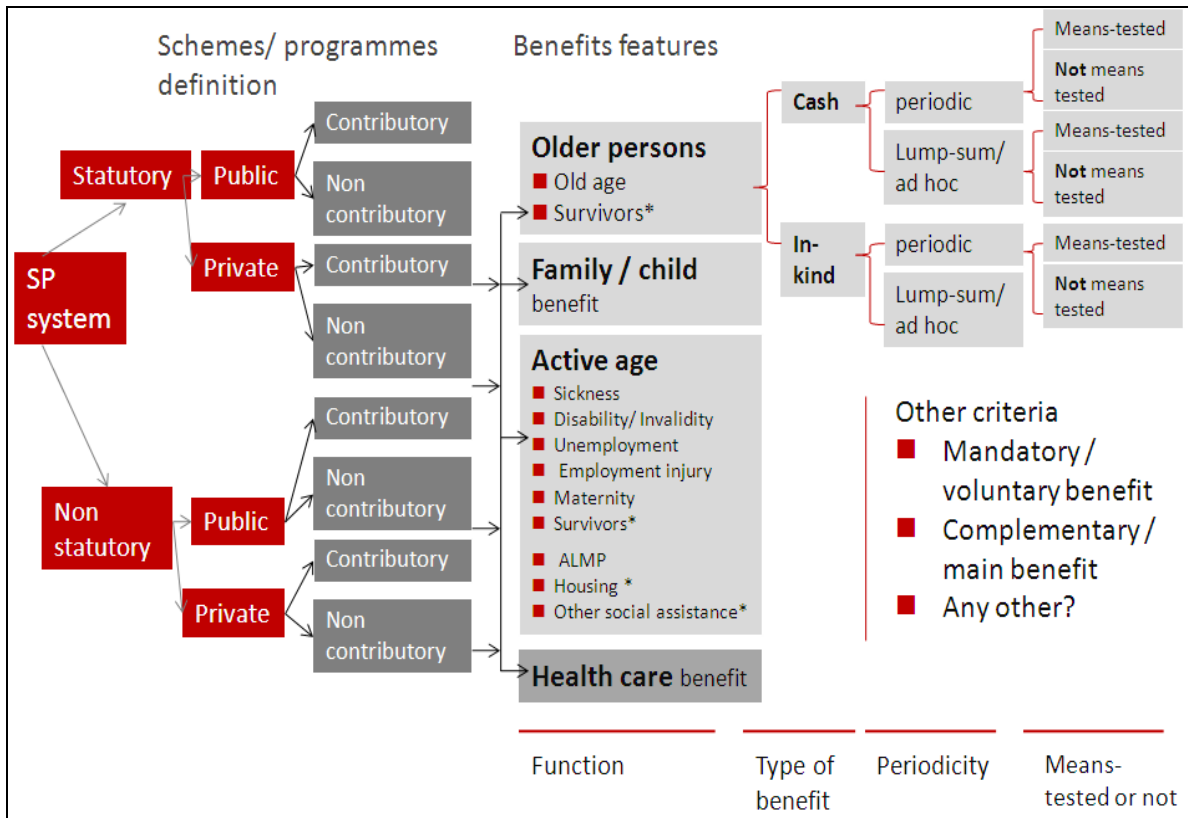 Schemes/ programmes
definition
Benefits features
SP
system
Statutory
Public
Contributory
Non
contributory
Private
Contributory
Non
contributory
Non
statutory
Public
Contributory
Non
contributory
Private
Contributory
Non
contributory
Older persons
Old age
Survivors*
Family / child
benefit
Active age
Sickness
Disability/ Invalidity
Unemployment
Employment injury
Maternity
Survivors*
ALMP
Housing *
Other social assistance*
Health care benefit
Cash
periodic
Means-tested
Not means
tested
Lump-sum/
ad hoc
Means-tested
Not means
tested
In-
kind
periodic
Lump-sum/
ad hoc
Means-tested
Not means
tested
Other criteria
Mandatory /
voluntary benefit
Complementary /
main benefit
Any other?
Function
Type of
benefit
Periodicity
Means-
tested or not